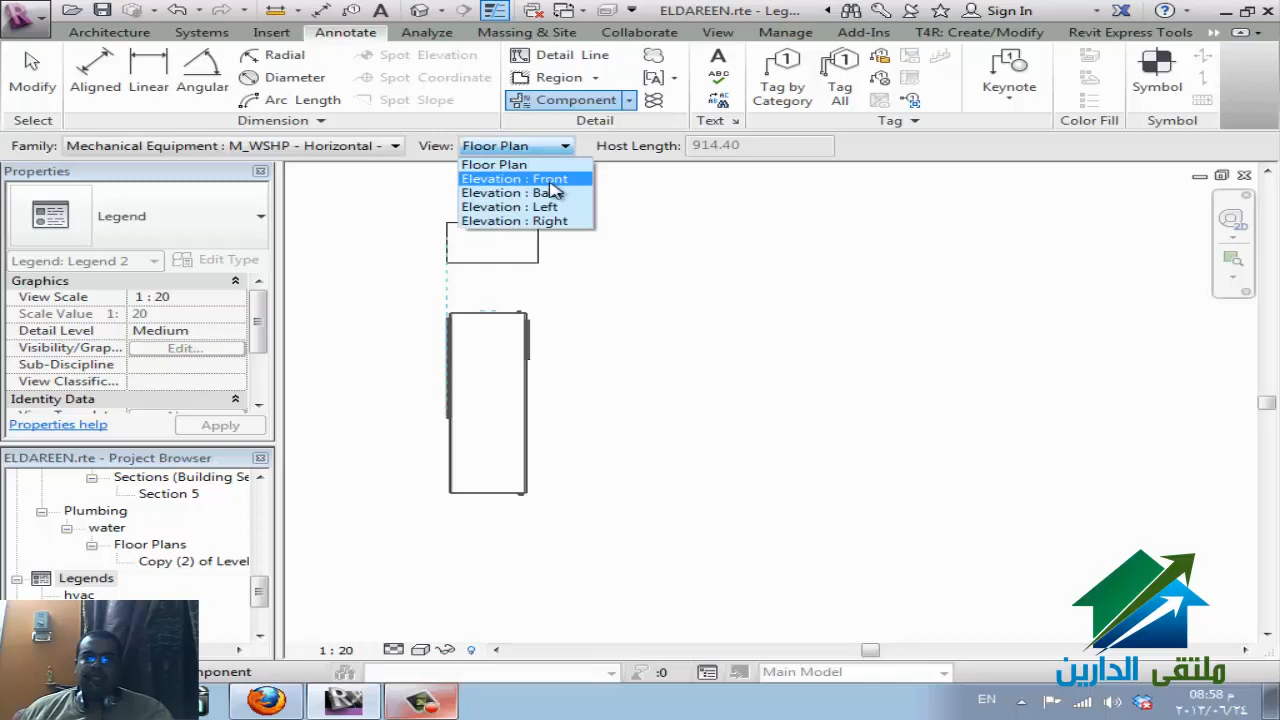 ELDAREEN.rte - Leg...
Sign In
Architecture
Systems
Insert
Annotate
Analyze
Massing & Site
Collaborate
View
Manage
Add-Ins
T4R: Create/Modify
Revit Express Tools
Modify
Aligned
Linear
Angular
Radial
Diameter
Arc Length
Spot Elevation
Spot Coordinate
Spot Slope
Detail Line
Region
Component
Tag by Category
Tag All
Keynote
Symbol
Select
Dimension
Detail
Text
Tag
Color Fill
Symbol
Family:
Mechanical Equipment : M_WSHP - Horizontal -
View:
Floor Plan
Host Length:
914.40
Floor Plan
Elevation : Front
Elevation : Ba
Elevation : Left
Elevation : Right
Properties
Legend
Legend: Legend 2
Edit Type
Graphics
View Scale
1 : 20
Scale Value 1:
20
Detail Level
Medium
Visibility/Grap...
Edit...
Sub-Discipline
View Classific...
Identity Data
Properties help
Apply
ELDAREEN.rte - Project Browser
Sections (Building Se
Section 5
Plumbing
water
Floor Plans
Copy (2) of Level
Legends
hvac
2D
1 : 20
omponent
:0
Main Model
ملتقى الدارين
EN
08:58 م
٢٠١٣/٠٦/٢٤